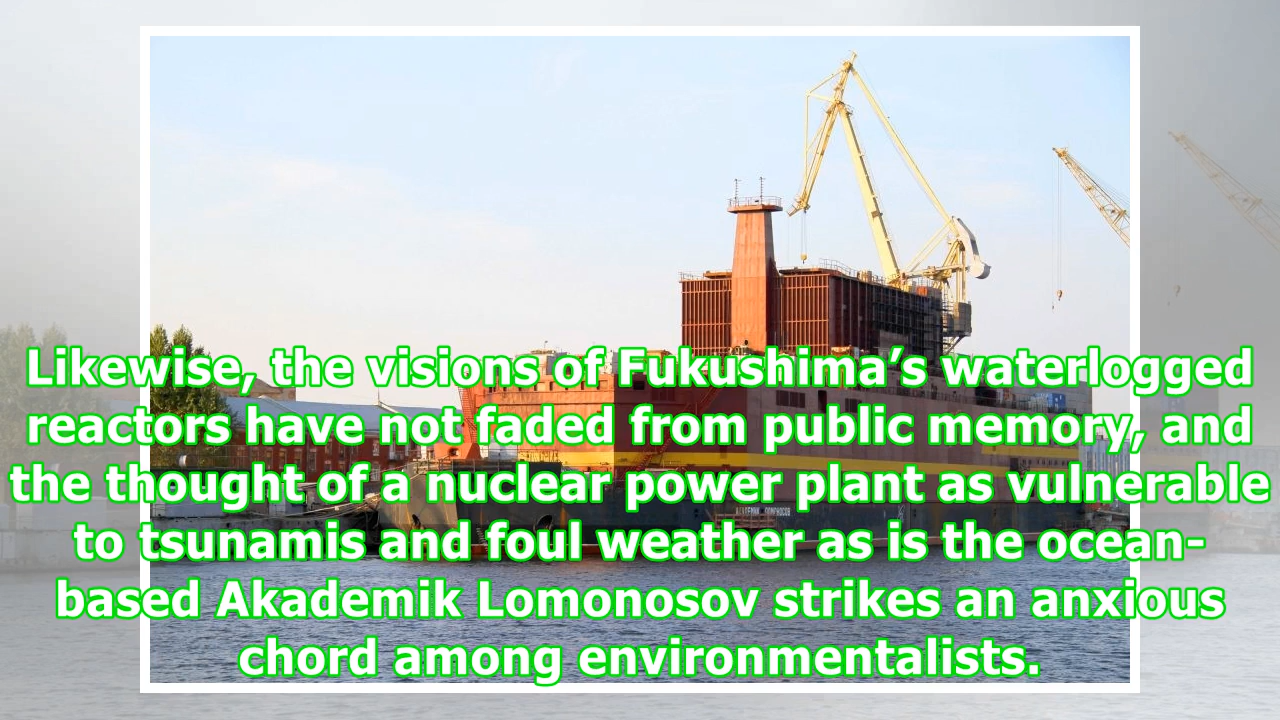 Likewise, the visions of Fukushima’s waterlogged
reactors have not faded from public memory, and
the thought of a nuclear power plant as vulnerable
to tsunamis and foul weather as is the ocean-
based Akademik Lomonosov strikes an anxious
chord among environmentalists.